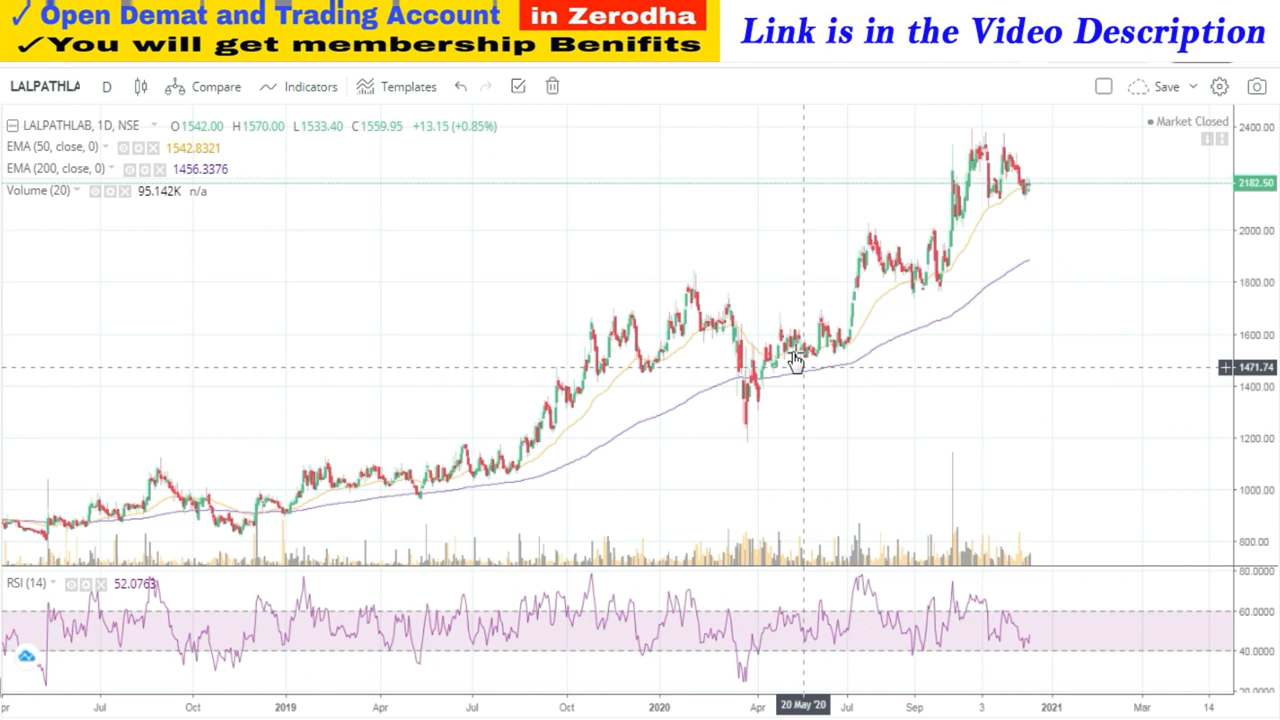 ✓ Open Demat and Trading Account in Zerodha
✓You will get membership Benifits
Link is in the Video Description
LALPATHLA D Compare Indicators Templates Save
LALPATHLAB, 1D, NSE O1542.00 H1570.00 L1533.40 C1559.95 +13.15 (+0.85%)
Market Closed
EMA (50, close, 0) 1542.8321
EMA (200, close, 0) 1456.3376
Volume (20) 95.142K n/a
2400.00
2182.50
2000.00
1800.00
1600.00
1471.74
1400.00
1200.00
1000.00
800.00
RSI (14) 52.0763
80.0000
60.0000
40.0000
20.0000
pr Jul Oct 2019 Apr Jul Oct 2020 Apr 20 May '20 Jul Sep 3 2021 Mar 14